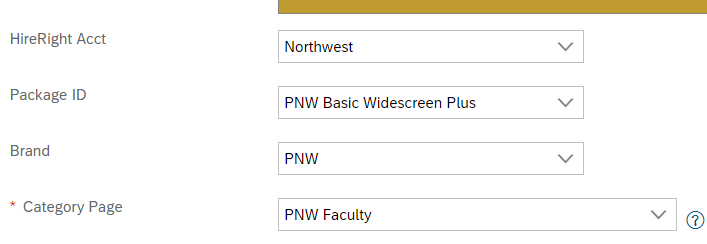 HireRight Acct
Northwest
Package ID
PNW Basic Widescreen Plus
Brand
PNW
* Category Page
PNW Faculty
?